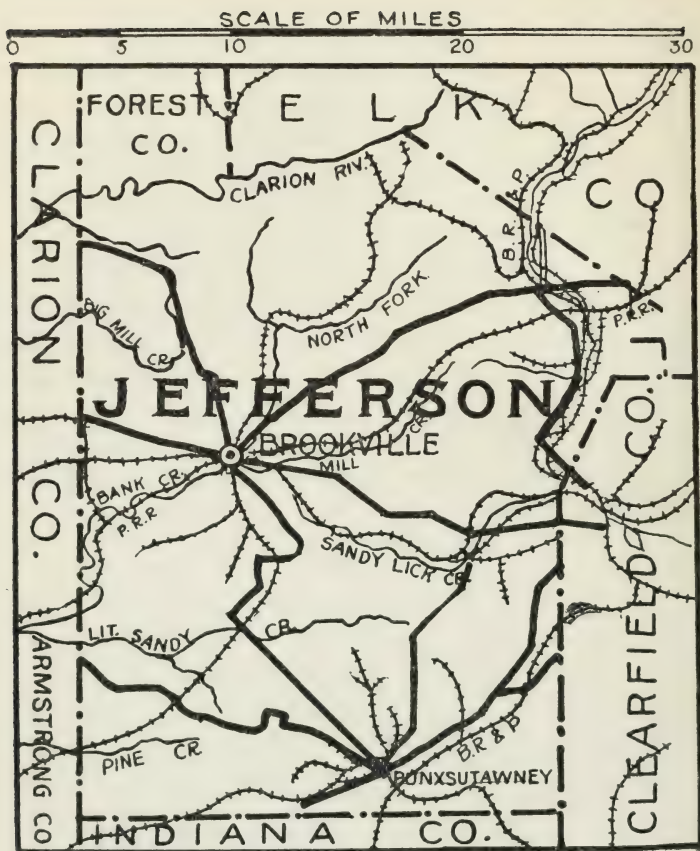 SCALE OF MILES
0 5 10 20 30
FOREST
CO.
ELK
CO
CLARION CO.
CLARION RIV.
B.R. & P.
BIG MILL CR.
NORTH FORK.
P.R.R.
JEFFERSON
CO.
BROOKVILLE
MILL CR.
BANK CR.
P.R.R
SANDY LICK CR.
CLEARFIELD
LIT. SANDY CR.
ARMSTRONG CO
PINE CR.
B.R & P
PUNXSUTAWNEY
INDIANA CO.